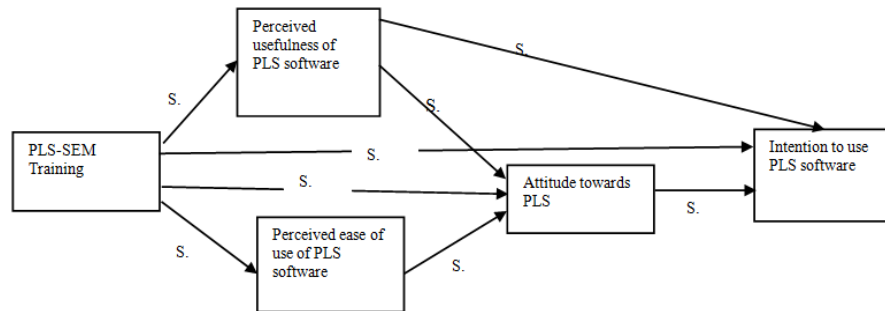 Perceived
usefulness of
PLS software
S.
S.
S.
PLS-SEM
Training
S.
Intention to use
PLS software
S.
Attitude towards
PLS
S.
Perceived ease of
use of PLS
software
S.
S.